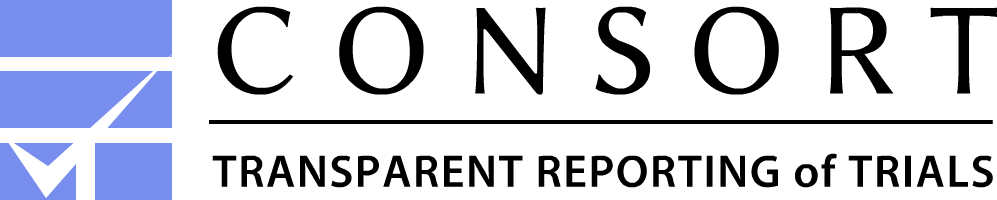 CONSORT
TRANSPARENT REPORTING of TRIALS